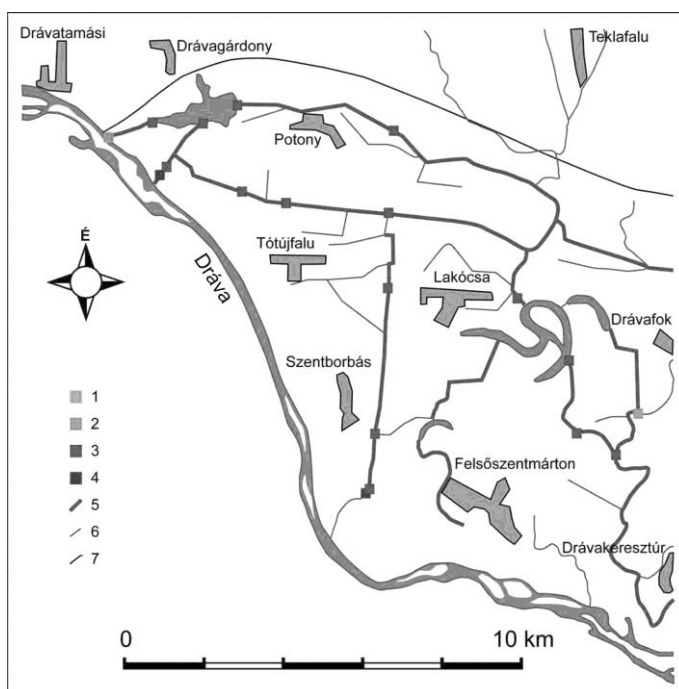 Drávatamási
Drávagárdony
Teklafalu
Potony
É
Dráva
Tótújfalu
Lakócsa
Drávafok
Szentborbás
1
2
3
4
5
6
7
Felsőszentmárton
Drávakeresztúr
0
10 km